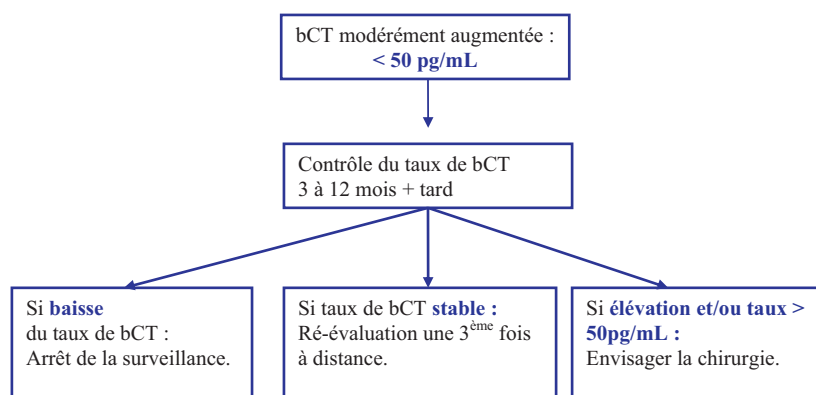 bCT modérément augmentée :
< 50 pg/mL
Contrôle du taux de bCT
3 à 12 mois + tard
Si baisse
du taux de bCT :
Arrêt de la surveillance.
Si taux de bCT stable :
Ré-évaluation une 3ème fois
à distance.
Si élévation et/ou taux >
50pg/mL :
Envisager la chirurgie.